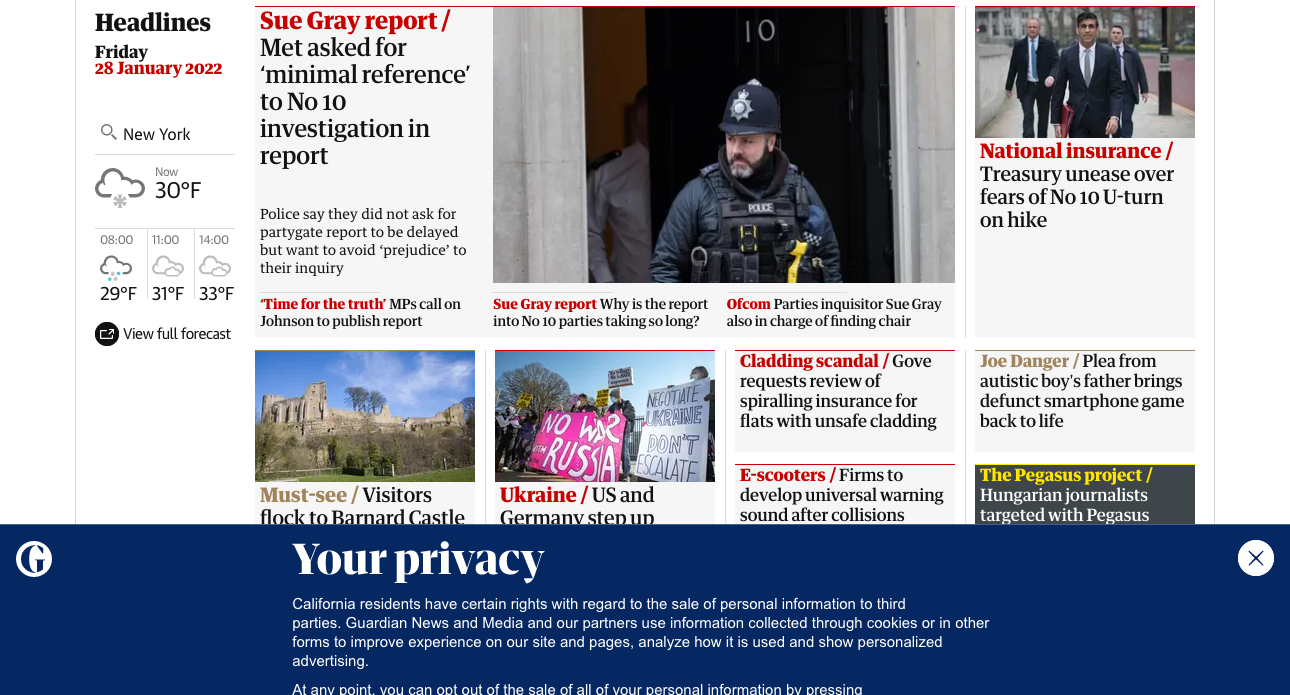 Headlines
Friday
28 January 2022
New York
Now
30°F
08:00 11:00 14:00
29°F 31°F 33°F
View full forecast
Sue Gray report /
Met asked for
‘minimal reference’
to No 10
investigation in
report
Police say they did not ask for
partygate report to be delayed
but want to avoid ‘prejudice’ to
their inquiry
10
POLICE
‘Time for the truth’ MPs call on
Johnson to publish report
Sue Gray report Why is the report
into No 10 parties taking so long?
Ofcom Parties inquisitor Sue Gray
also in charge of finding chair
National insurance /
Treasury unease over
fears of No 10 U-turn
on hike
Must-see / Visitors
flock to Barnard Castle
NO WAR
WITH
RUSSIA
NEGOTIATE
UKRAINE
DON'T
ESCALATE
Ukraine / US and
Germany step up
Cladding scandal / Gove
requests review of
spiralling insurance for
flats with unsafe cladding
E-scooters / Firms to
develop universal warning
sound after collisions
Joe Danger / Plea from
autistic boy's father brings
defunct smartphone game
back to life
The Pegasus project /
Hungarian journalists
targeted with Pegasus
G
Your privacy
California residents have certain rights with regard to the sale of personal information to third
parties. Guardian News and Media and our partners use information collected through cookies or in other
forms to improve experience on our site and pages, analyze how it is used and show personalized
advertising.
At any point, you can opt out of the sale of all of your personal information by pressing